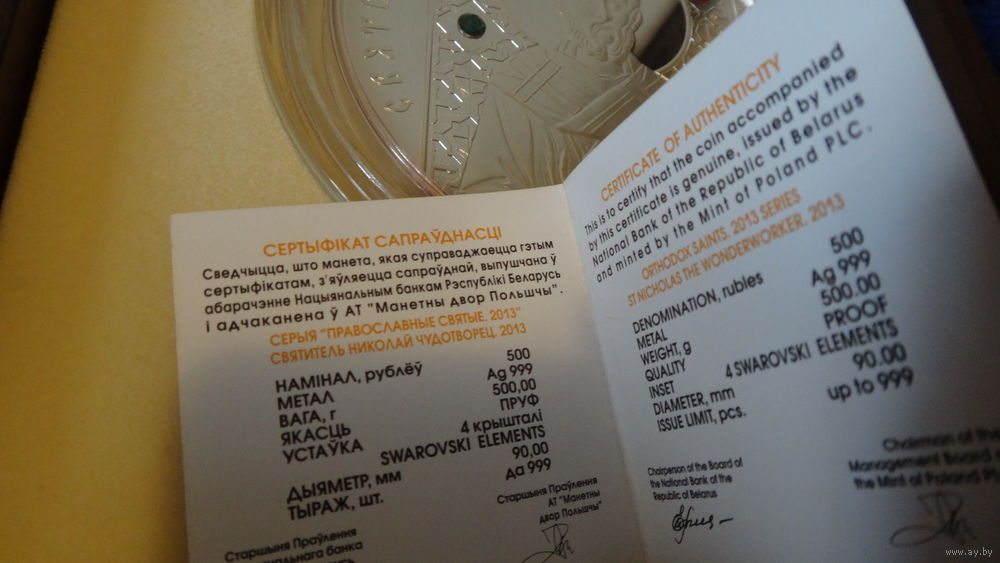 СВЯТ
СЕРТЫФІКАТ САПРАЎДНАСЦІ
Сведчыцца, што манета, якая суправаджаецца гэтым
сертыфікатам, з'яўляецца сапраўднай, выпушчана ў
абарачэнне Нацыянальным банкам Рэспублікі Беларусь
і адчаканена ў АТ "Манетны двор Польшчы".
СЕРЫЯ "ПРАВОСЛАВНЫЕ СВЯТЫЕ. 2013"
СВЯТИТЕЛЬ НИКОЛАЙ ЧУДОТВОРЕЦ. 2013
НАМІНАЛ, рублёў 500
МЕТАЛ Ag 999
ВАГА, г 500,00
ЯКАСЦЬ ПРУФ
УСТАЎКА 4 крышталі
SWAROVSKI ELEMENTS
ДЫЯМЕТР, мм 90,00
ТЫРАЖ, шт. да 999
Старшыня Праўлення
банка
Старшыня Праўлення
АТ "Манетны
двор Польшчы"
CERTIFICATE OF AUTHENTICITY
This is to certify that the coin accompanied
by this certificate is genuine, issued by the
National Bank of the Republic of Belarus
and minted by the Mint of Poland PLC.
ORTHODOX SAINTS. 2013 SERIES
ST NICHOLAS THE WONDERWORKER. 2013
DENOMINATION, rubles 500
METAL Ag 999
WEIGHT, g 500.00
QUALITY PROOF
INSET 4 SWAROVSKI ELEMENTS
DIAMETER, mm 90.00
ISSUE LIMIT, pcs. up to 999
Chairperson of the Board of
the National Bank of the
Republic of Belarus
Chairman of the
Management Board of
the Mint of Poland PLC
www.ay.by